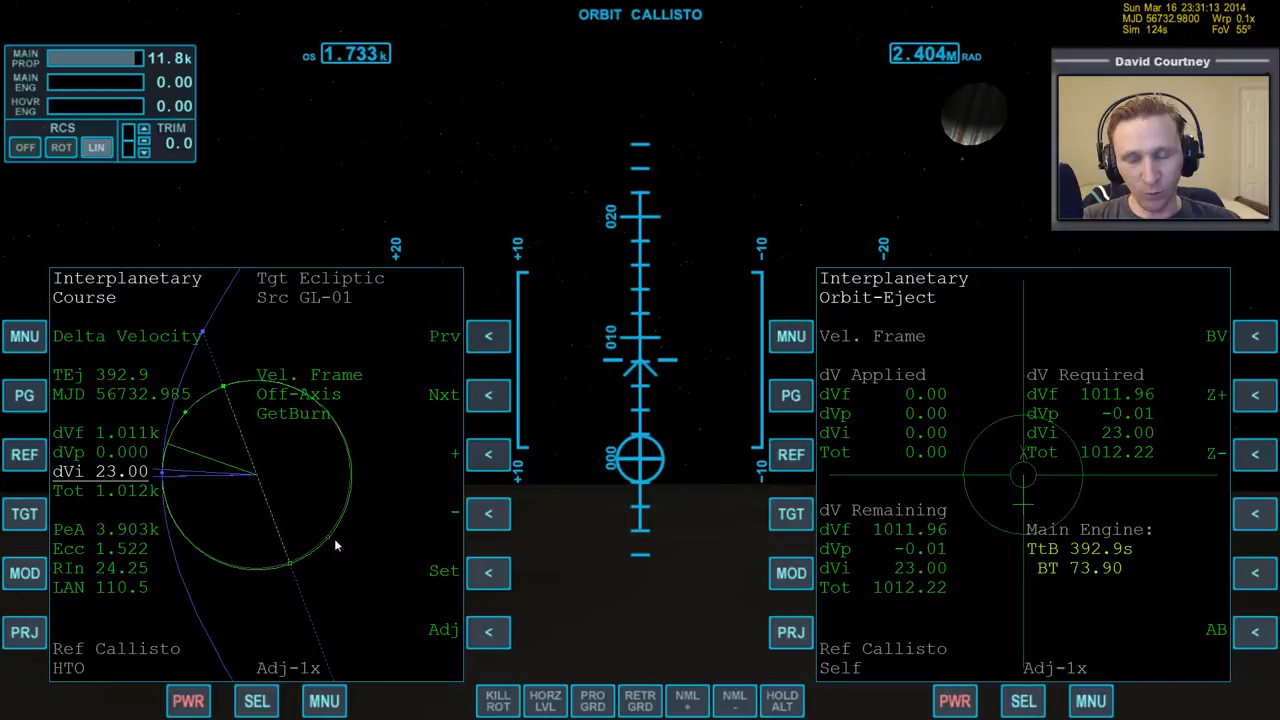 ORBIT CALLISTO
Sun Mar 16 23:31:13 2014
MJD 56732.9800 Wrp 0.1x
Sim 124s FoV 55°
MAIN PROP 11.8k
MAIN ENG 0.00
HOVR ENG 0.00
RCS TRIM
OFF ROT LIN 0.0
OS 1.733k
2.404M RAD
David Courtney
020
+20 +10 -10 -20
010
000
+10 -10
Interplanetary Tgt Ecliptic
Course Src GL-01
MNU Delta Velocity Prv <
TEj 392.9 Vel. Frame
PG MJD 56732.985 Off-Axis Nxt <
GetBurn
dVf 1.011k
REF dVp 0.000 + <
dVi 23.00
Tot 1.012k
TGT - <
PeA 3.903k
Ecc 1.522
MOD RIn 24.25 Set <
LAN 110.5
PRJ Adj <
Ref Callisto
HTO Adj-1x
PWR SEL MNU
KILL ROT
HORZ LVL
PRO GRD
RETR GRD
NML +
NML -
HOLD ALT
Interplanetary
Orbit-Eject
MNU Vel. Frame BV <
dV Applied dV Required
PG dVf 0.00 dVf 1011.96 Z+ <
dVp 0.00 dVp -0.01
dVi 0.00 dVi 23.00
REF Tot 0.00 Tot 1012.22 Z- <
TGT dV Remaining <
dVf 1011.96 Main Engine:
dVp -0.01 TtB 392.9s
MOD dVi 23.00 BT 73.90 <
Tot 1012.22
PRJ AB <
Ref Callisto
Self Adj-1x
PWR SEL MNU